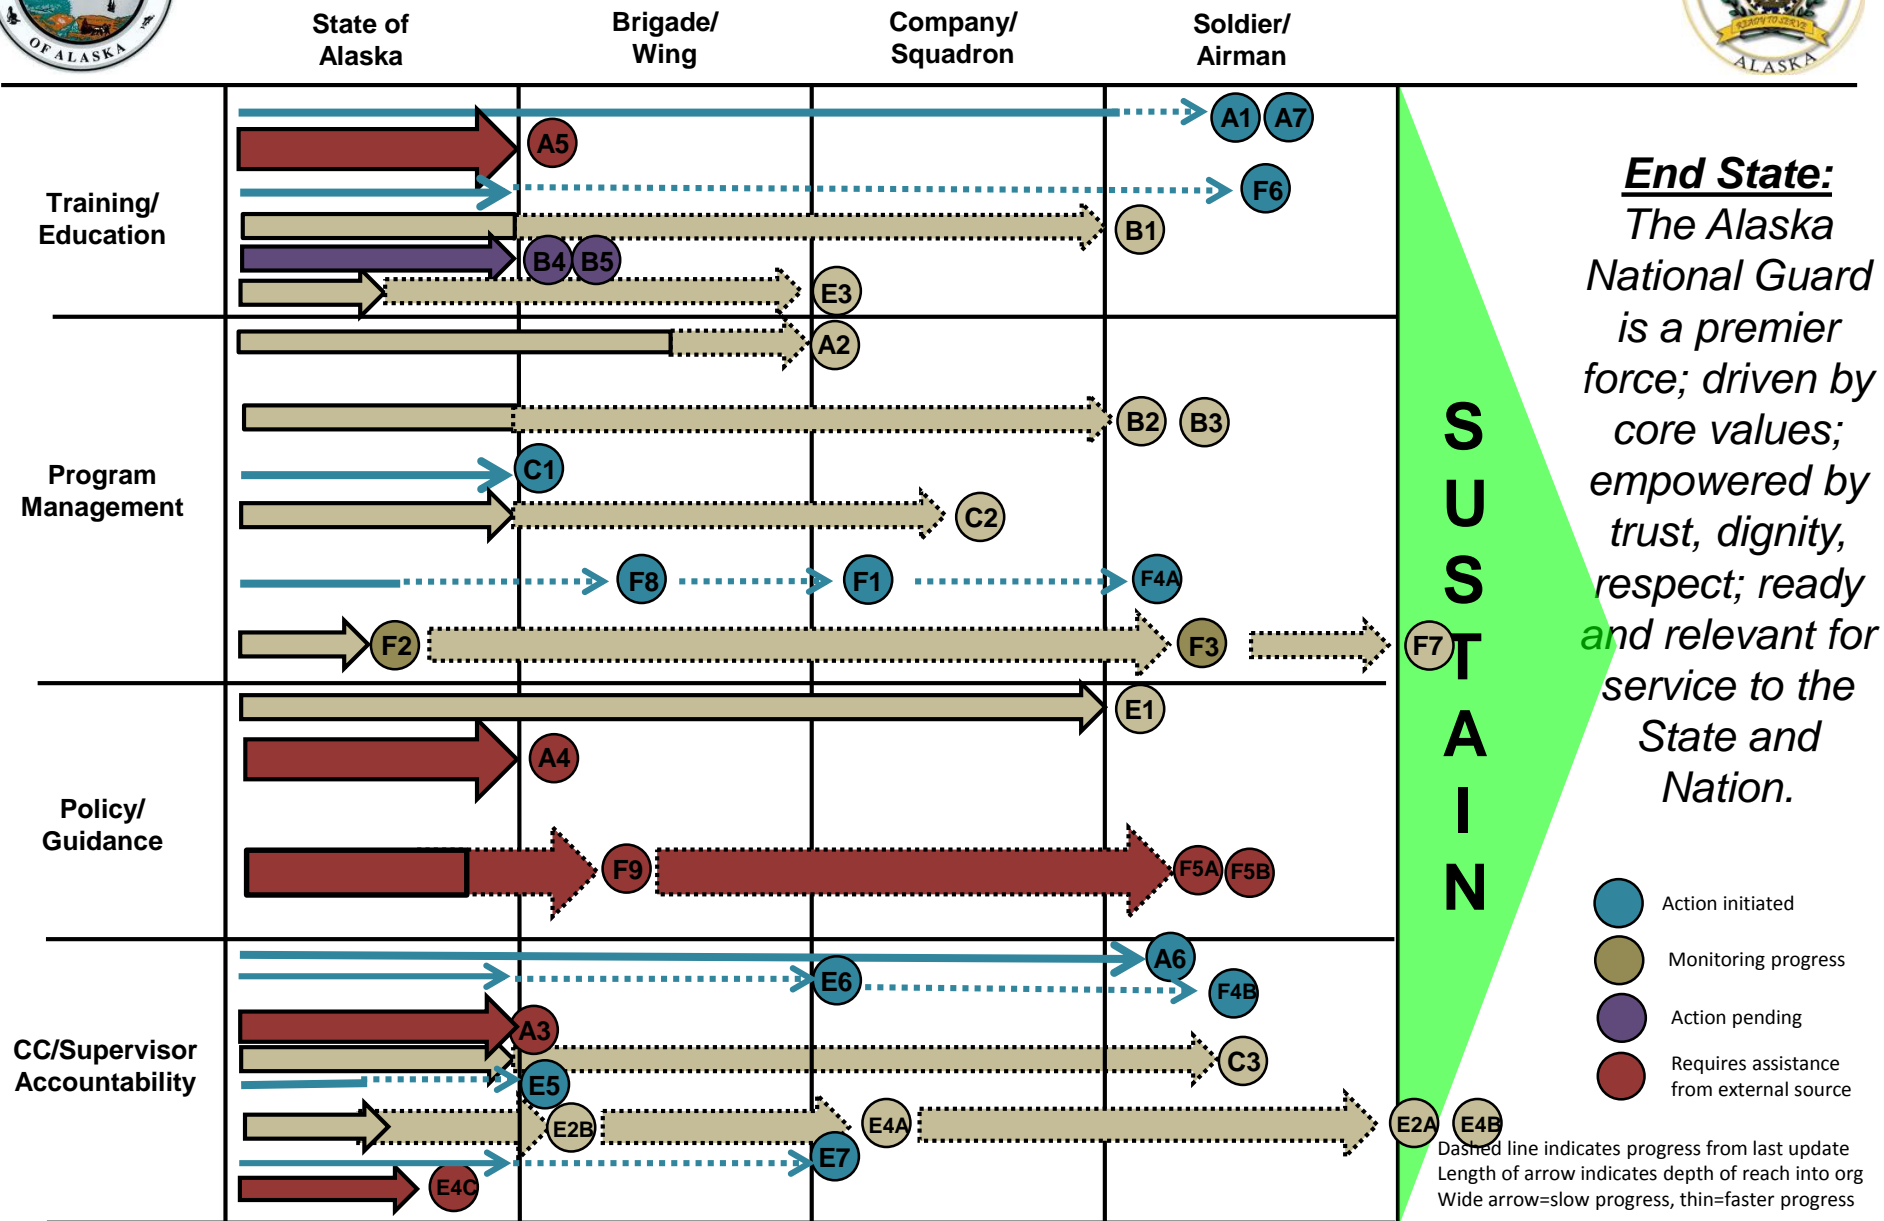 OF ALASKA
READY TO SERVE
ALASKA
State of
Alaska
Brigade/
Wing
Company/
Squadron
Soldier/
Airman
Training/
Education
A1 A7
A5
F6
B1
B4 B5
E3
Program
Management
A2
B2 B3
C1
C2
F8 F1 F4A
F2 F3 F7
Policy/
Guidance
E1
A4
F9 F5A F5B
CC/Supervisor
Accountability
A6
E6 F4B
A3
C3
E5
E2B E4A E2A E4B
E7
E4C
S
U
S
T
A
I
N
End State:
The Alaska
National Guard
is a premier
force; driven by
core values;
empowered by
trust, dignity,
respect; ready
and relevant for
service to the
State and
Nation.
Action initiated
Monitoring progress
Action pending
Requires assistance
from external source
Dashed line indicates progress from last update
Length of arrow indicates depth of reach into org
Wide arrow=slow progress, thin=faster progress